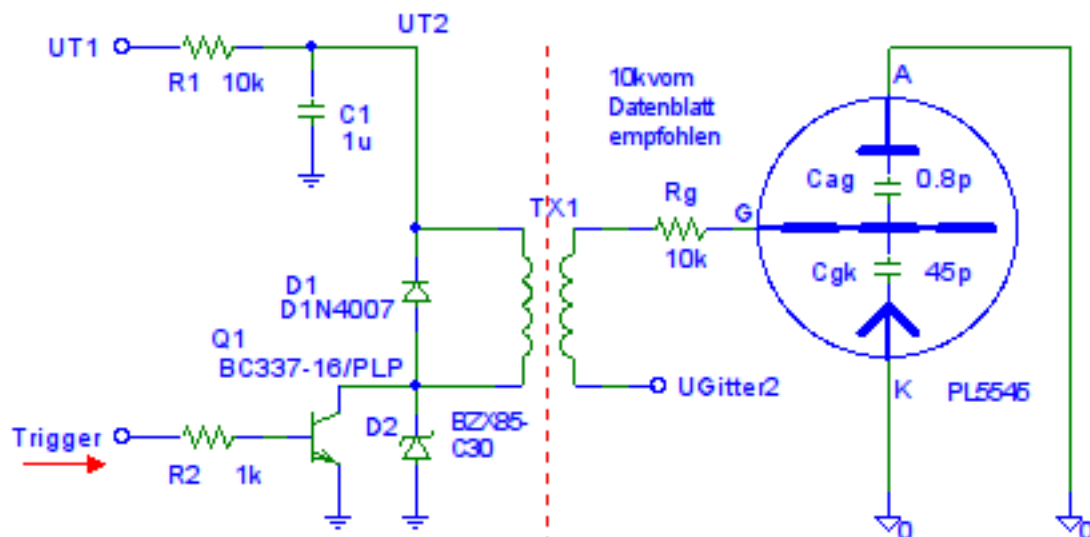 UT1
R1 10k
UT2
C1
1u
10kvom
Datenblatt
empfohlen
A
Cag 0.8p
TX1
Rg
10k
G
Cgk 45p
D1
D1N4007
Q1
BC337-16/PLP
UGitter2
K PL5545
Trigger
R2 1k
D2
BZX85-
C30
0
0